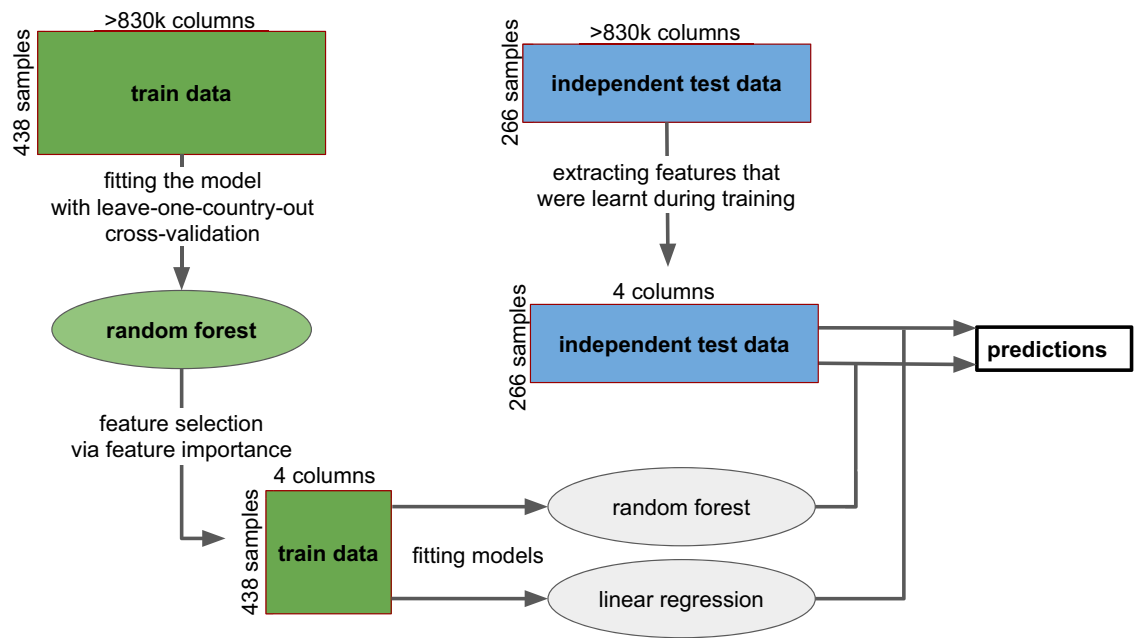 >830k columns
438 samples
train data
fitting the model
with leave-one-country-out
cross-validation
random forest
feature selection
via feature importance
4 columns
438 samples
train data
fitting models
random forest
linear regression
>830k columns
266 samples
independent test data
extracting features that
were learnt during training
4 columns
266 samples
independent test data
predictions